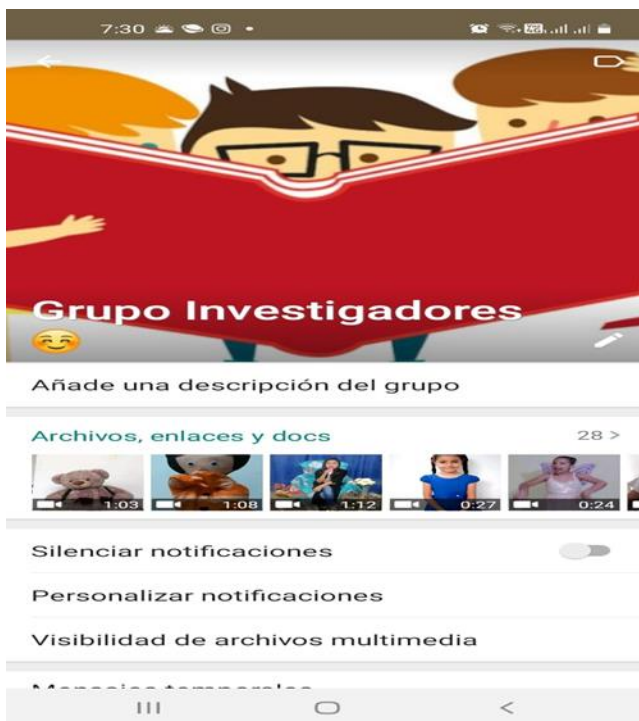 7:30
Grupo Investigadores
☺️
Añade una descripción del grupo
Archivos, enlaces y docs 28 >
1:03 1:08 1:12 0:27 0:24
Silenciar notificaciones
Personalizar notificaciones
Visibilidad de archivos multimedia